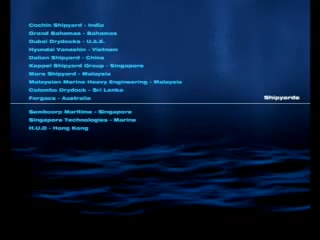 Cochin Shipyard - India
Grand Bahamas - Bahamas
Dubai Drydocks - U.A.E.
Hyundai Vanashin - Vietnam
Dalian Shipyard - China
Keppel Shipyard Group - Singapore
Mara Shipyard - Malaysia
Malaysian Marine Heavy Engineering - Malaysia
Colombo Drydock - Sri Lanka
Forgacs - Australia
Shipyards
Sembcorp Maritime - Singapore
Singapore Technologies - Marine
H.U.D - Hong Kong